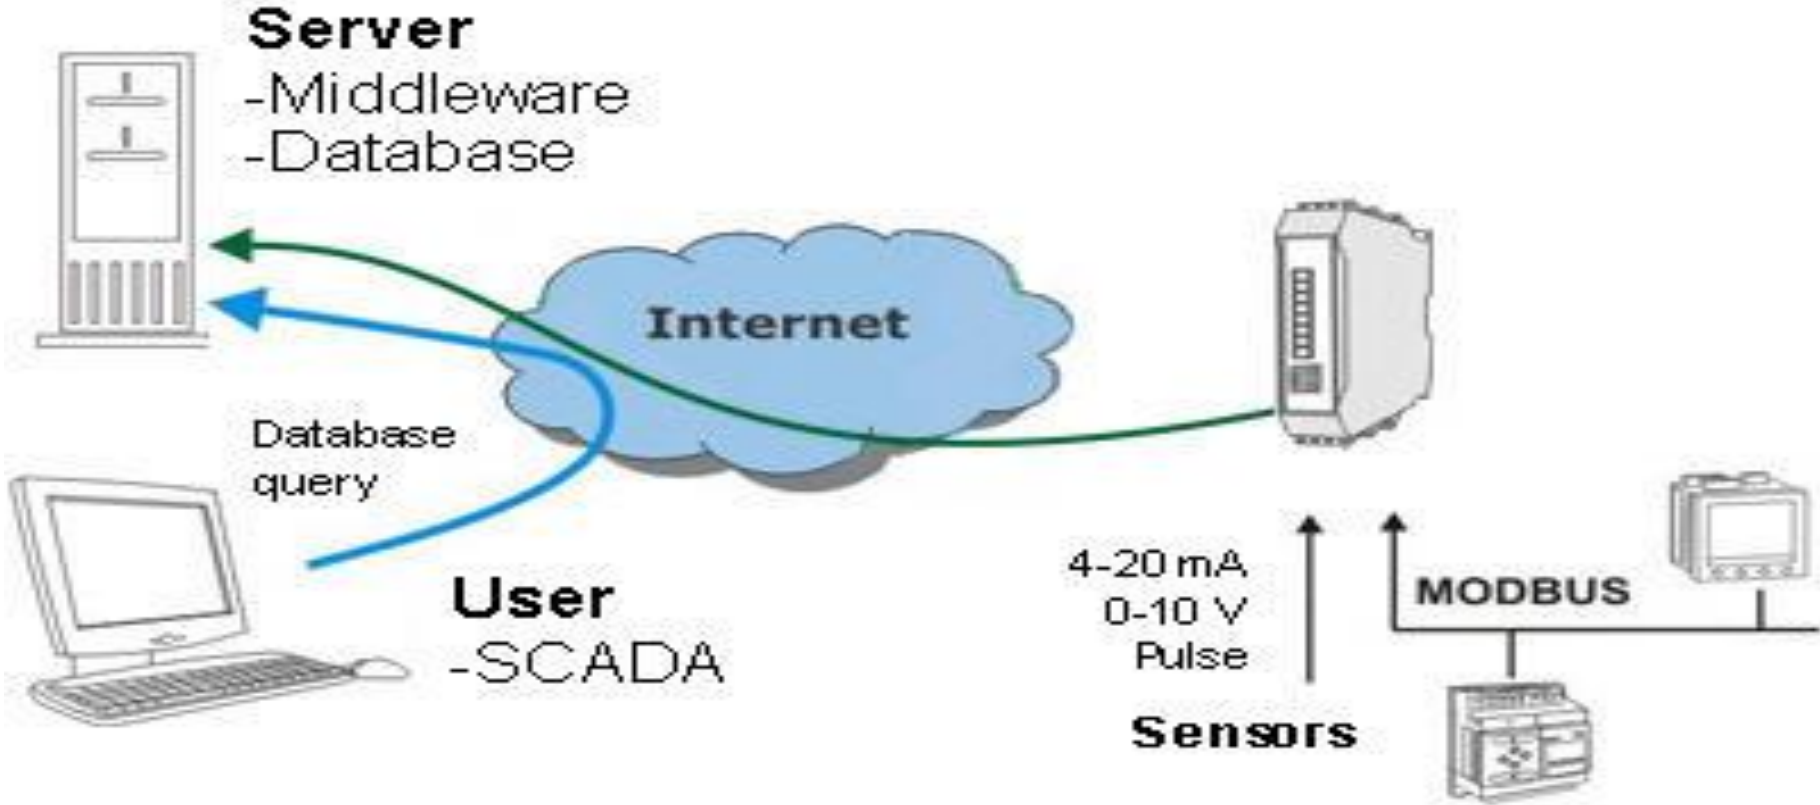 Server
-Middleware
-Database
Internet
Database
query
User
-SCADA
4-20 mA
0-10 V
Pulse
Sensors
MODBUS